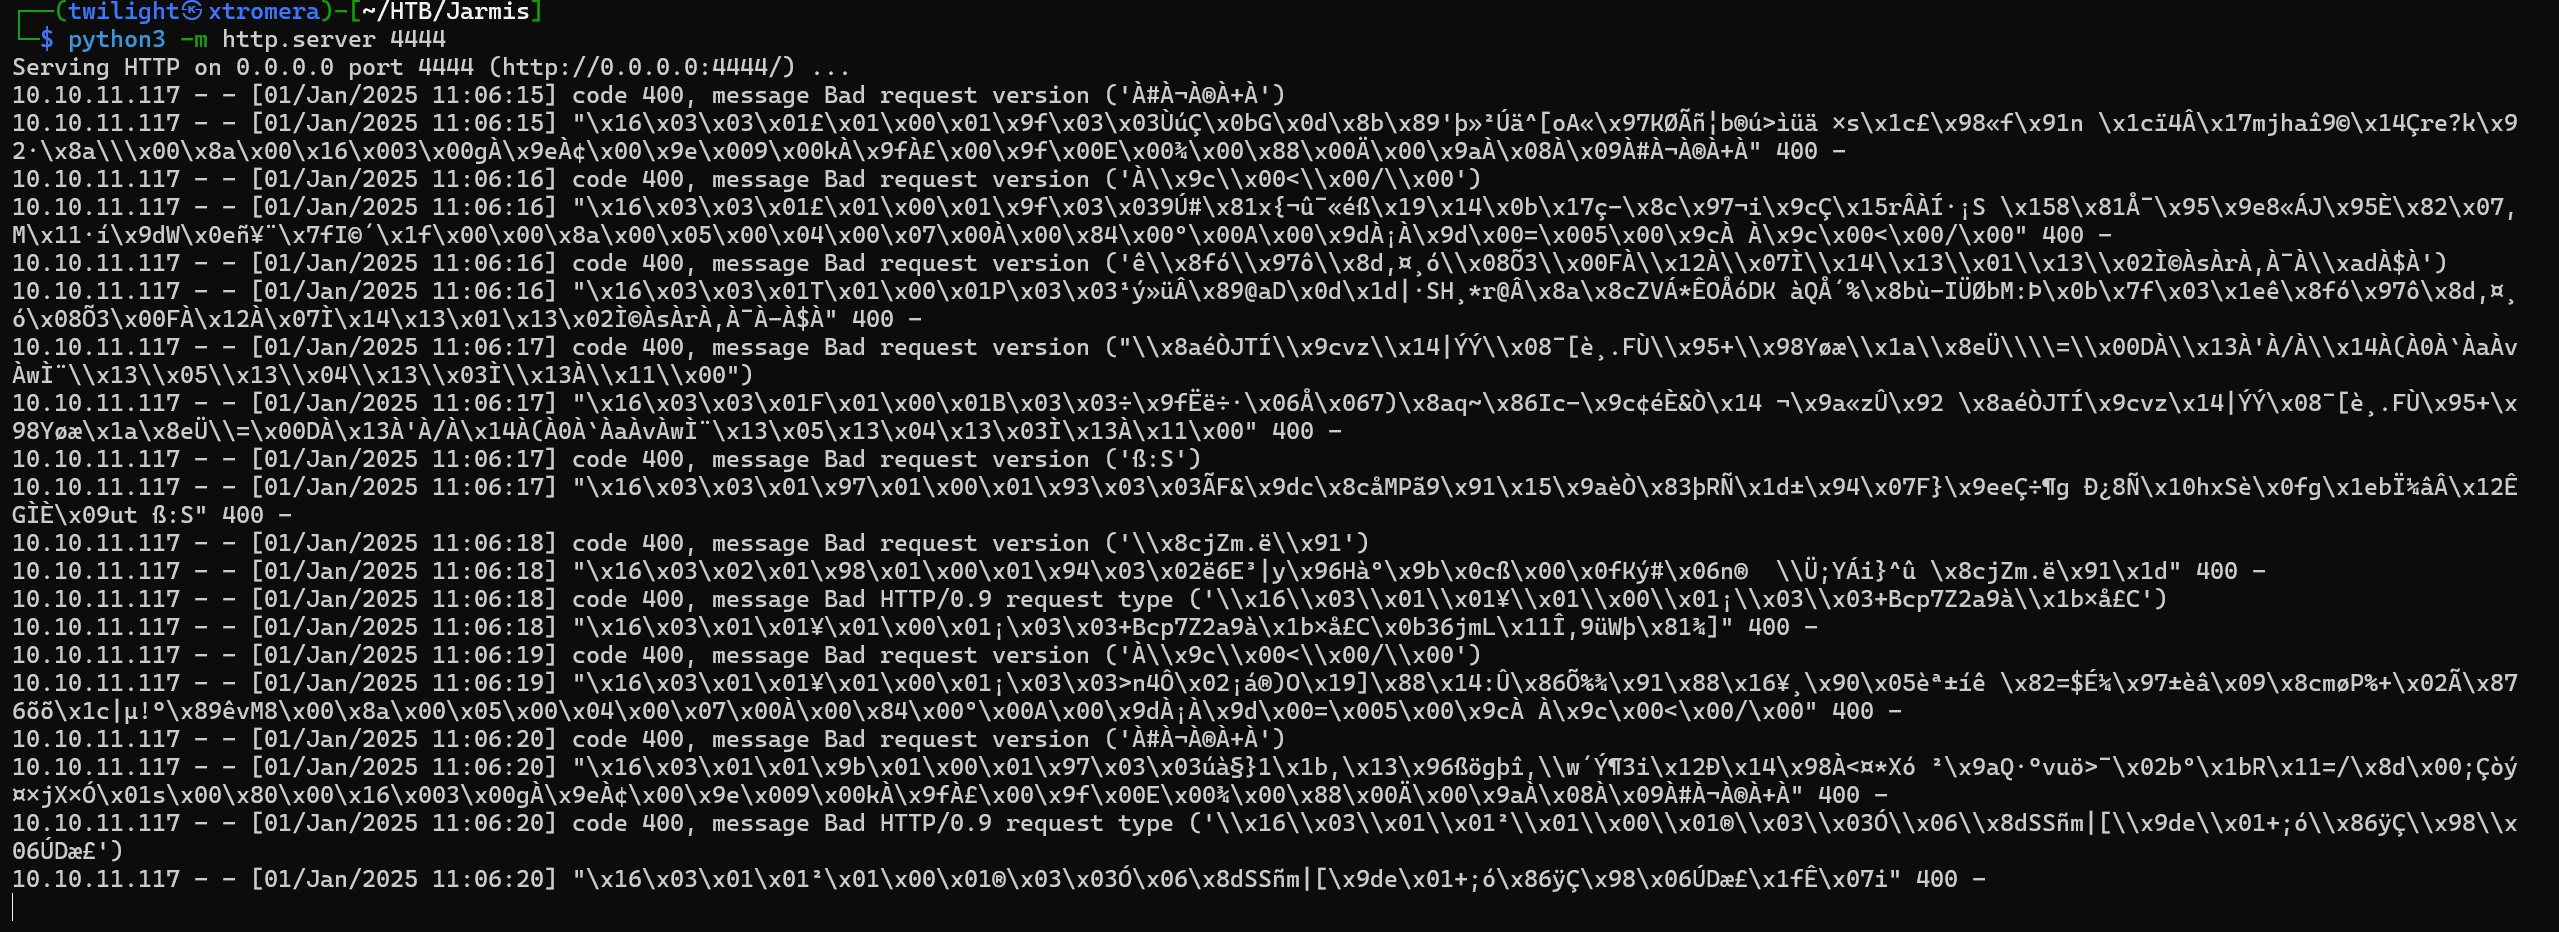 ┌──(twilight㉿xtromera)-[~/HTB/Jarmis]
└─$ python3 -m http.server 4444
Serving HTTP on 0.0.0.0 port 4444 (http://0.0.0.0:4444/) ...
10.10.11.117 - - [01/Jan/2025 11:06:15] code 400, message Bad request version ('À#À¬À®À+À')
10.10.11.117 - - [01/Jan/2025 11:06:15] "\x16\x03\x03\x01£\x01\x00\x01\x9f\x03\x03ÙúÇ\x0bG\x0d\x8b\x89'þ»²Úä^[oA«\x97KØÃñ¦b®ú>ìüä ×s\x1c£\x98«f\x91n \x1cï4Â\x17mjhaî9©\x14Çre?k\x9
2·\x8a\\\x00\x8a\x00\x16\x003\x00gÀ\x9eÀ¢\x00\x9e\x009\x00kÀ\x9fÀ£\x00\x9f\x00E\x00¾\x00\x88\x00Ä\x00\x9aÀ\x08À\x09À#À¬À®À+À" 400 -
10.10.11.117 - - [01/Jan/2025 11:06:16] code 400, message Bad request version ('À\\x9c\\x00<\\x00/\\x00')
10.10.11.117 - - [01/Jan/2025 11:06:16] "\x16\x03\x03\x01£\x01\x00\x01\x9f\x03\x039Ú#\x81x{¬û¯«éß\x19\x14\x0b\x17ç-\x8c\x97¬i\x9cÇ\x15rÂÀÍ·¡S \x158\x81Å¯\x95\x9e8«ÁJ\x95È\x82\x07,
M\x11·í\x9dW\x0eñ¥¨\x7fI©´\x1f\x00\x00\x8a\x00\x05\x00\x04\x00\x07\x00À\x00\x84\x00º\x00A\x00\x9dÀ¡À\x9d\x00=\x005\x00\x9cÀ À\x9c\x00<\x00/\x00" 400 -
10.10.11.117 - - [01/Jan/2025 11:06:16] code 400, message Bad request version ('ê\\x8fó\\x97ô\\x8d,¤¸ó\\x08Õ3\\x00FÀ\\x12À\\x07Ì\\x14\\x13\\x01\\x13\\x02Ì©ÀsÀrÀ,À¯À\\xadÀ$À')
10.10.11.117 - - [01/Jan/2025 11:06:16] "\x16\x03\x03\x01T\x01\x00\x01P\x03\x03¹ý»üÂ\x89@aD\x0d\x1d|·SH¸*r@Â\x8a\x8cZVÁ*ÊOÅóDK àQÅ´%\x8bù-IÜØbM:Þ\x0b\x7f\x03\x1eê\x8fó\x97ô\x8d,¤¸
ó\x08Õ3\x00FÀ\x12À\x07Ì\x14\x13\x01\x13\x02Ì©ÀsÀrÀ,À¯À-À$À" 400 -
10.10.11.117 - - [01/Jan/2025 11:06:17] code 400, message Bad request version ("\\x8aéÒJTÍ\\x9cvz\\x14|ÝÝ\\x08¯[è¸.FÙ\\x95+\\x98Yøæ\\x1a\\x8eÜ\\\\=\\x00DÀ\\x13À'À/À\\x14À(À0À`ÀaÀv
ÀwÌ¨\\x13\\x05\\x13\\x04\\x13\\x03Ì\\x13À\\x11\\x00")
10.10.11.117 - - [01/Jan/2025 11:06:17] "\x16\x03\x03\x01F\x01\x00\x01B\x03\x03÷\x9fËë÷·\x06Å\x067)\x8aq~\x86Ic-\x9c¢éÈ&Ò\x14 ¬\x9a«zÛ\x92 \x8aéÒJTÍ\x9cvz\x14|ÝÝ\x08¯[è¸.FÙ\x95+\x
98Yøæ\x1a\x8eÜ\\=\x00DÀ\x13À'À/À\x14À(À0À`ÀaÀvÀwÌ¨\x13\x05\x13\x04\x13\x03Ì\x13À\x11\x00" 400 -
10.10.11.117 - - [01/Jan/2025 11:06:17] code 400, message Bad request version ('ß:S')
10.10.11.117 - - [01/Jan/2025 11:06:17] "\x16\x03\x03\x01\x97\x01\x00\x01\x93\x03\x03ÃF&\x9dc\x8cåMPã9\x91\x15\x9aèÒ\x83þRÑ\x1d±\x94\x07F}\x9eeÇ÷¶g Ð¿8Ñ\x10hxSè\x0fg\x1ebÏ¼âÂ\x12Ê
GÌÈ\x09ut ß:S" 400 -
10.10.11.117 - - [01/Jan/2025 11:06:18] code 400, message Bad request version ('\\x8cjZm.ë\\x91')
10.10.11.117 - - [01/Jan/2025 11:06:18] "\x16\x03\x02\x01\x98\x01\x00\x01\x94\x03\x02ë6E³|y\x96Hàº\x9b\x0cß\x00\x0fKý#\x06n®  \\Ü;YÁi}^û \x8cjZm.ë\x91\x1d" 400 -
10.10.11.117 - - [01/Jan/2025 11:06:18] code 400, message Bad HTTP/0.9 request type ('\\x16\\x03\\x01\\x01¥\\x01\\x00\\x01¡\\x03\\x03+Bcp7Z2a9à\\x1b×å£C')
10.10.11.117 - - [01/Jan/2025 11:06:18] "\x16\x03\x01\x01¥\x01\x00\x01¡\x03\x03+Bcp7Z2a9à\x1b×å£C\x0b36jmL\x11Î,9üWþ\x81¾]" 400 -
10.10.11.117 - - [01/Jan/2025 11:06:19] code 400, message Bad request version ('À\\x9c\\x00<\\x00/\\x00')
10.10.11.117 - - [01/Jan/2025 11:06:19] "\x16\x03\x01\x01¥\x01\x00\x01¡\x03\x03>n4Ô\x02¡á®)O\x19]\x88\x14:Û\x86Õ%¾\x91\x88\x16¥¸\x90\x05èª±íê \x82=$É¼\x97±èâ\x09\x8cmøP%+\x02Ã\x87
6õõ\x1c|µ!º\x89êvM8\x00\x8a\x00\x05\x00\x04\x00\x07\x00À\x00\x84\x00º\x00A\x00\x9dÀ¡À\x9d\x00=\x005\x00\x9cÀ À\x9c\x00<\x00/\x00" 400 -
10.10.11.117 - - [01/Jan/2025 11:06:20] code 400, message Bad request version ('À#À¬À®À+À')
10.10.11.117 - - [01/Jan/2025 11:06:20] "\x16\x03\x01\x01\x9b\x01\x00\x01\x97\x03\x03úà§}1\x1b,\x13\x96ßögþî,\\w´Ý¶3i\x12Ð\x14\x98À<¤*Xó ²\x9aQ·°vuö>¯\x02b°\x1bR\x11=/\x8d\x00;Çòý
¤×jX×Ó\x01s\x00\x80\x00\x16\x003\x00gÀ\x9eÀ¢\x00\x9e\x009\x00kÀ\x9fÀ£\x00\x9f\x00E\x00¾\x00\x88\x00Ä\x00\x9aÀ\x08À\x09À#À¬À®À+À" 400 -
10.10.11.117 - - [01/Jan/2025 11:06:20] code 400, message Bad HTTP/0.9 request type ('\\x16\\x03\\x01\\x01²\\x01\\x00\\x01®\\x03\\x03Ó\\x06\\x8dSSñm|[\\x9de\\x01+;ó\\x86ÿÇ\\x98\\x
06ÚDæ£')
10.10.11.117 - - [01/Jan/2025 11:06:20] "\x16\x03\x01\x01²\x01\x00\x01®\x03\x03Ó\x06\x8dSSñm|[\x9de\x01+;ó\x86ÿÇ\x98\x06ÚDæ£\x1fÊ\x07i" 400 -